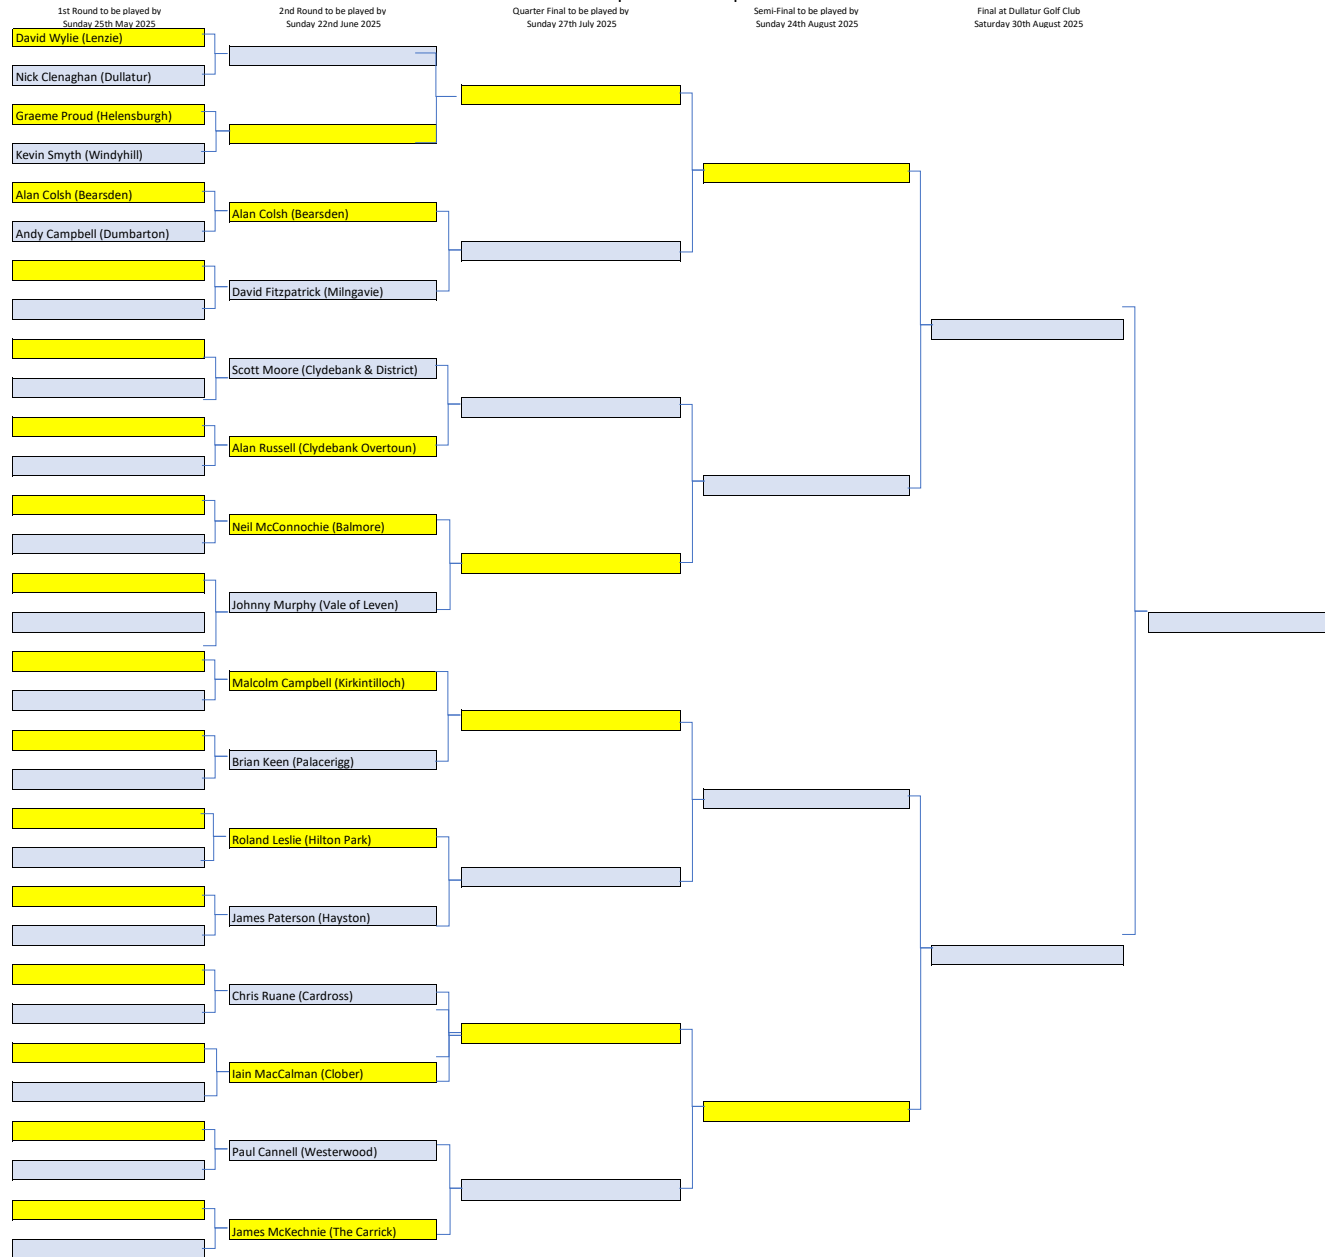 1st Round to be played by
Sunday 25th May 2025
2nd Round to be played by
Sunday 22nd June 2025
Quarter Final to be played by
Sunday 27th July 2025
Semi-Final to be played by
Sunday 24th August 2025
Final at Dullatur Golf Club
Saturday 30th August 2025
David Wylie (Lenzie)
Nick Clenaghan (Dullatur)
Graeme Proud (Helensburgh)
Kevin Smyth (Windyhill)
Alan Colsh (Bearsden)
Andy Campbell (Dumbarton)
Alan Colsh (Bearsden)
David Fitzpatrick (Milngavie)
Scott Moore (Clydebank & District)
Alan Russell (Clydebank Overtoun)
Neil McConnochie (Balmore)
Johnny Murphy (Vale of Leven)
Malcolm Campbell (Kirkintilloch)
Brian Keen (Palacerigg)
Roland Leslie (Hilton Park)
James Paterson (Hayston)
Chris Ruane (Cardross)
Iain MacCalman (Clober)
Paul Cannell (Westerwood)
James McKechnie (The Carrick)